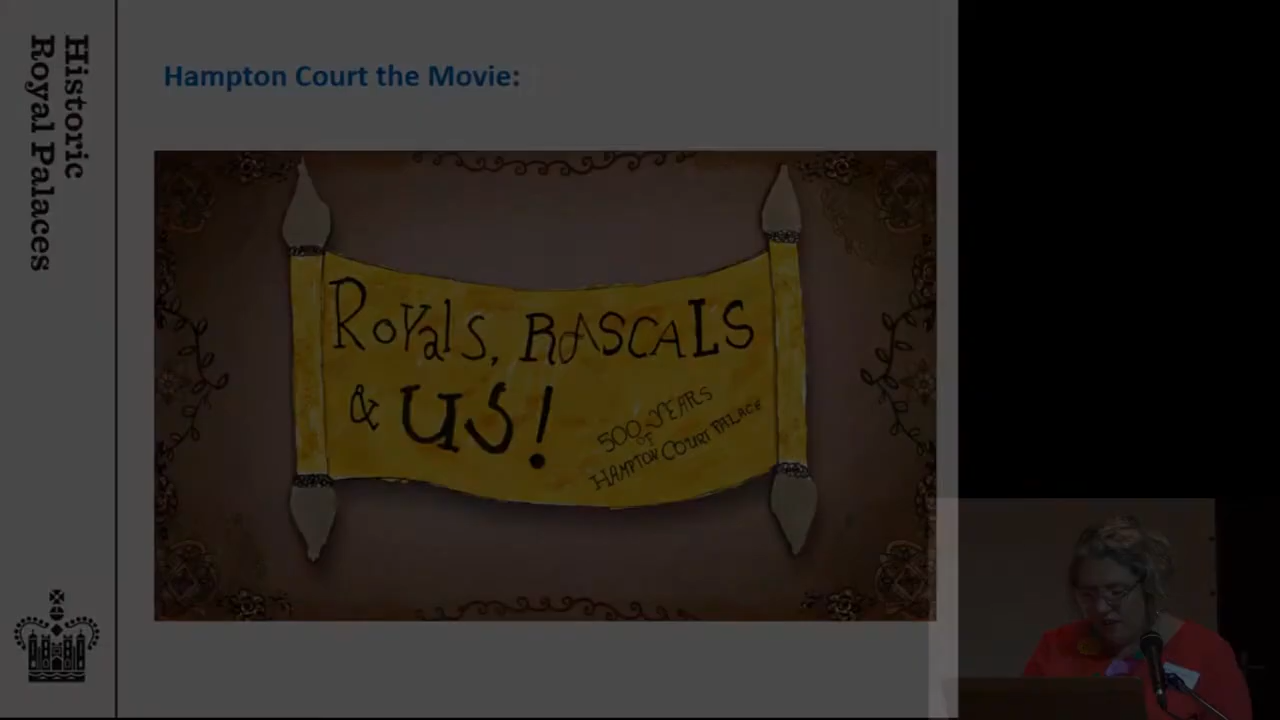 Historic
Royal Palaces
Hampton Court the Movie:
Royals, RASCALS
& US!
500 YEARS
OF
HAMPTON COURT PALACE